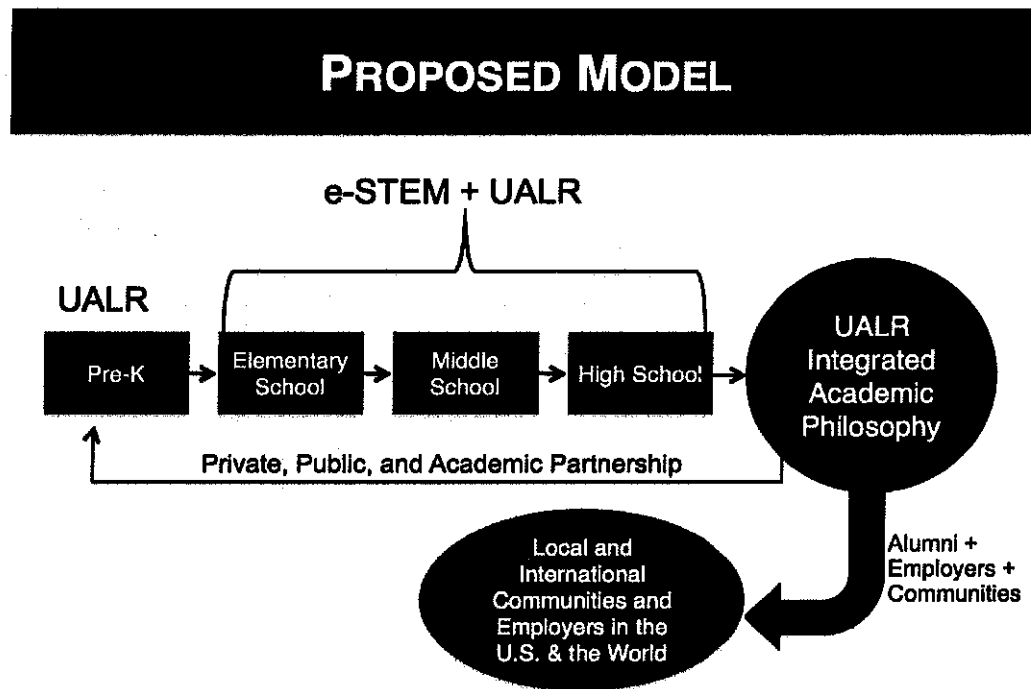 PROPOSED MODEL
e-STEM + UALR
UALR
Pre-K
Elementary
School
Middle
School
High School
UALR
Integrated
Academic
Philosophy
Private, Public, and Academic Partnership
Alumni +
Employers +
Communities
Local and
International
Communities and
Employers in the
U.S. & the World